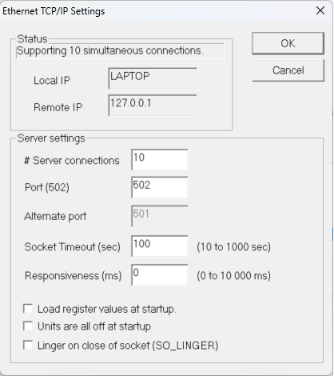 Ethernet TCP/IP Settings
Status
Supporting 10 simultaneous connections.
OK
Cancel
Local IP LAPTOP
Remote IP 127.0.0.1
Server settings
# Server connections 10
Port (502) 502
Alternate port 501
Socket Timeout (sec) 100 (10 to 1000 sec)
Responsiveness (ms) 0 (0 to 10 000 ms)
Load register values at startup.
Units are all off at startup
Linger on close of socket (SO_LINGER)